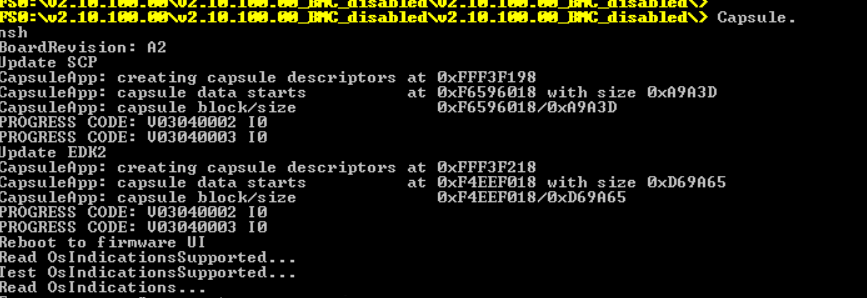 FS0:\v2.10.100.00\v2.10.100.00_BMC_disabled\v2.10.100.00_BMC_disabled\>
FS0:\v2.10.100.00\v2.10.100.00_BMC_disabled\v2.10.100.00_BMC_disabled\> Capsule.
nsh
BoardRevision: A2
Update SCP
CapsuleApp: creating capsule descriptors at 0xFFF3F198
CapsuleApp: capsule data starts at 0xF6596018 with size 0xA9A3D
CapsuleApp: capsule block/size 0xF6596018/0xA9A3D
PROGRESS CODE: V03040002 I0
PROGRESS CODE: V03040003 I0
Update EDK2
CapsuleApp: creating capsule descriptors at 0xFFF3F218
CapsuleApp: capsule data starts at 0xF4EEF018 with size 0xD69A65
CapsuleApp: capsule block/size 0xF4EEF018/0xD69A65
PROGRESS CODE: V03040002 I0
PROGRESS CODE: V03040003 I0
Reboot to firmware UI
Read OsIndicationsSupported...
Test OsIndicationsSupported...
Read OsIndications...